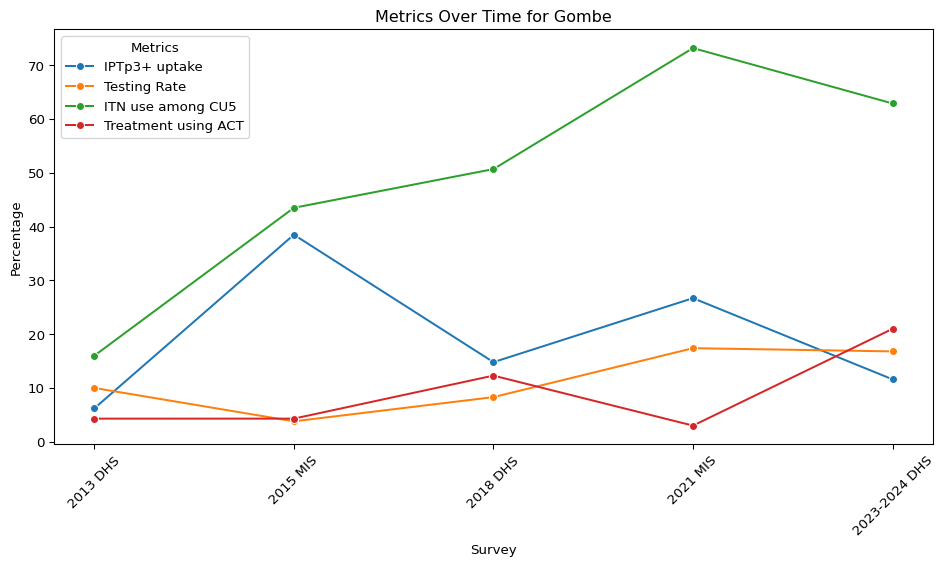 Metrics Over Time for Gombe
Metrics
IPTp3+ uptake
Testing Rate
ITN use among CU5
Treatment using ACT
Percentage
70
60
50
40
30
20
10
0
2013 DHS
2015 MIS
2018 DHS
2021 MIS
2023-2024 DHS
Survey